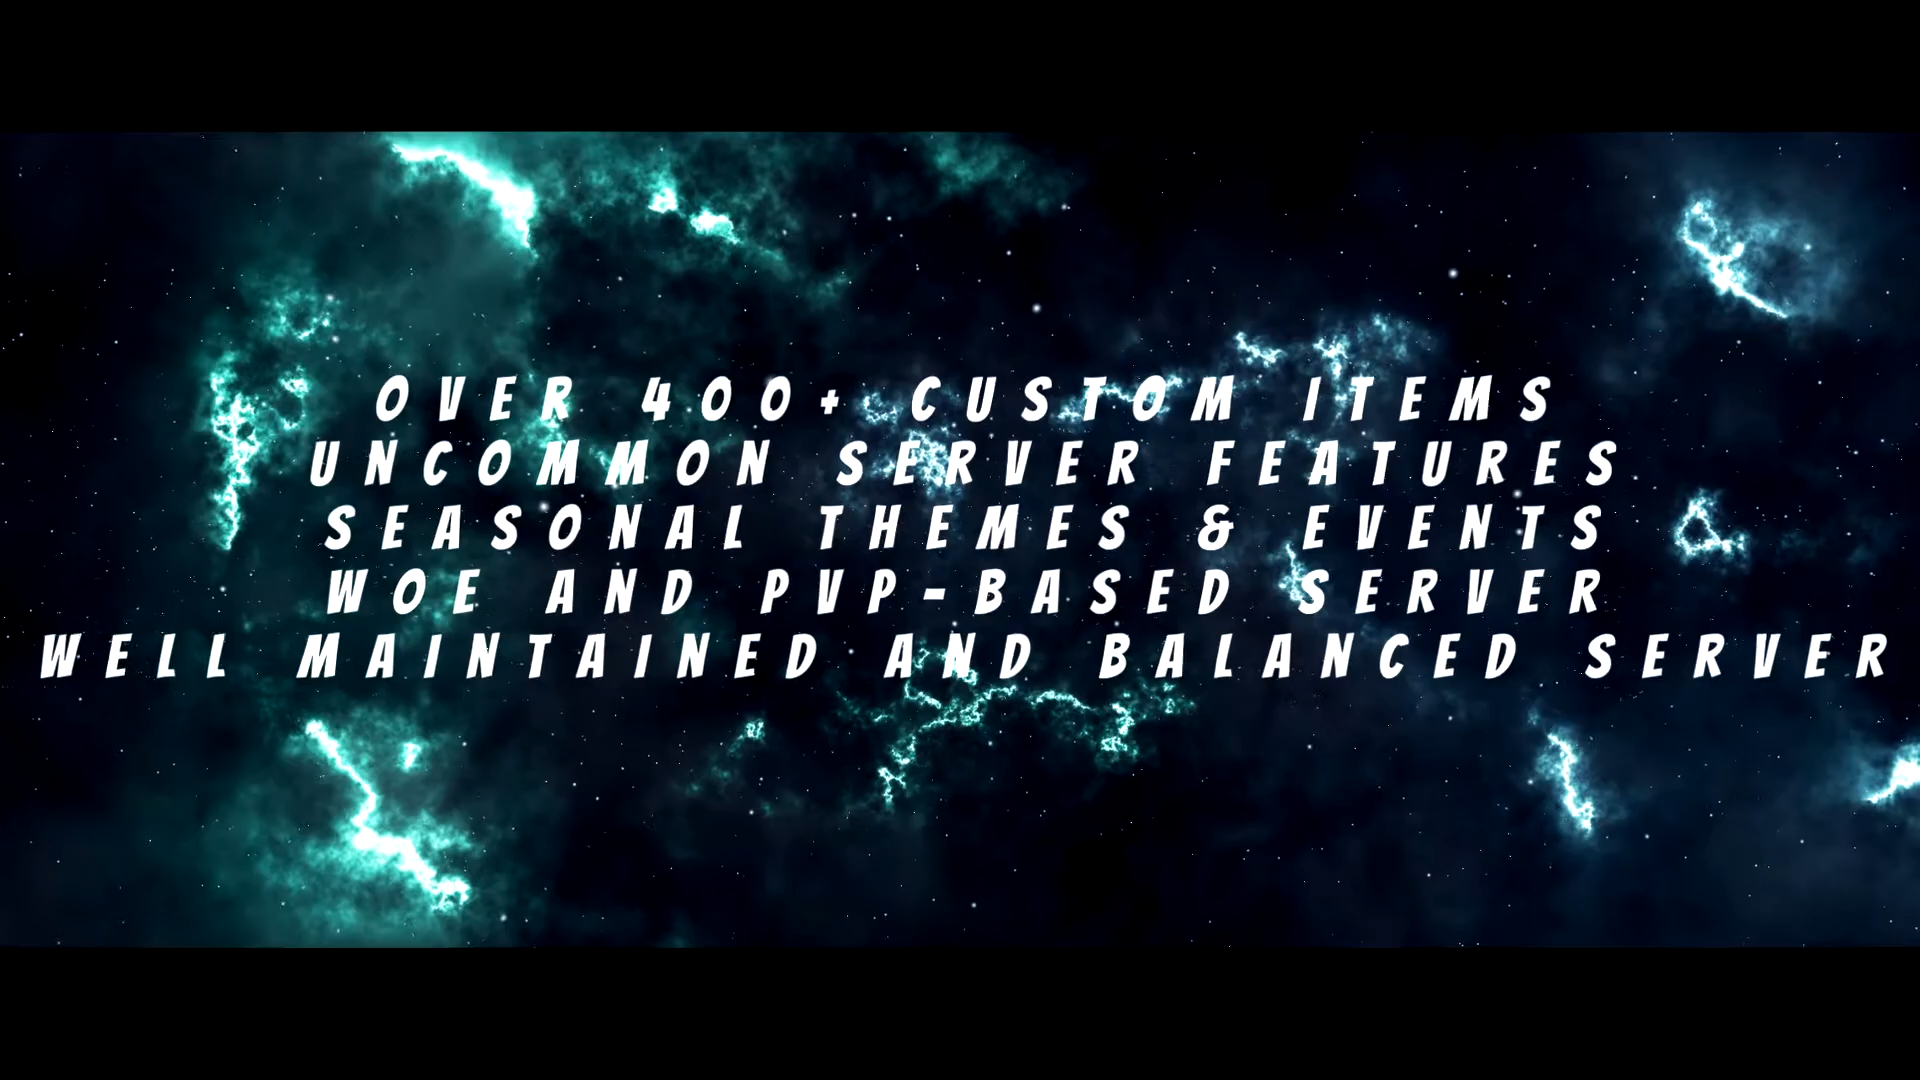 OVER 400+ CUSTOM ITEMS
UNCOMMON SERVER FEATURES
SEASONAL THEMES & EVENTS
WOE AND PVP-BASED SERVER
WELL MAINTAINED AND BALANCED SERVER